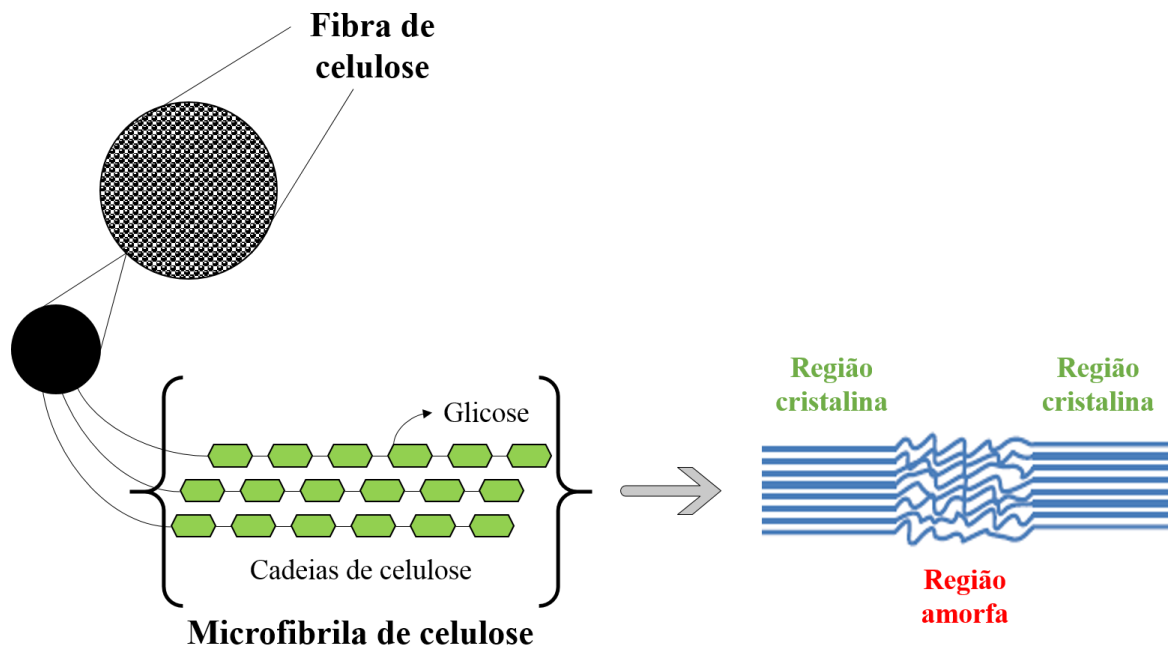 Fibra de
celulose
Glicose
Cadeias de celulose
Microfibrila de celulose
Região
cristalina
Região
cristalina
Região
amorfa